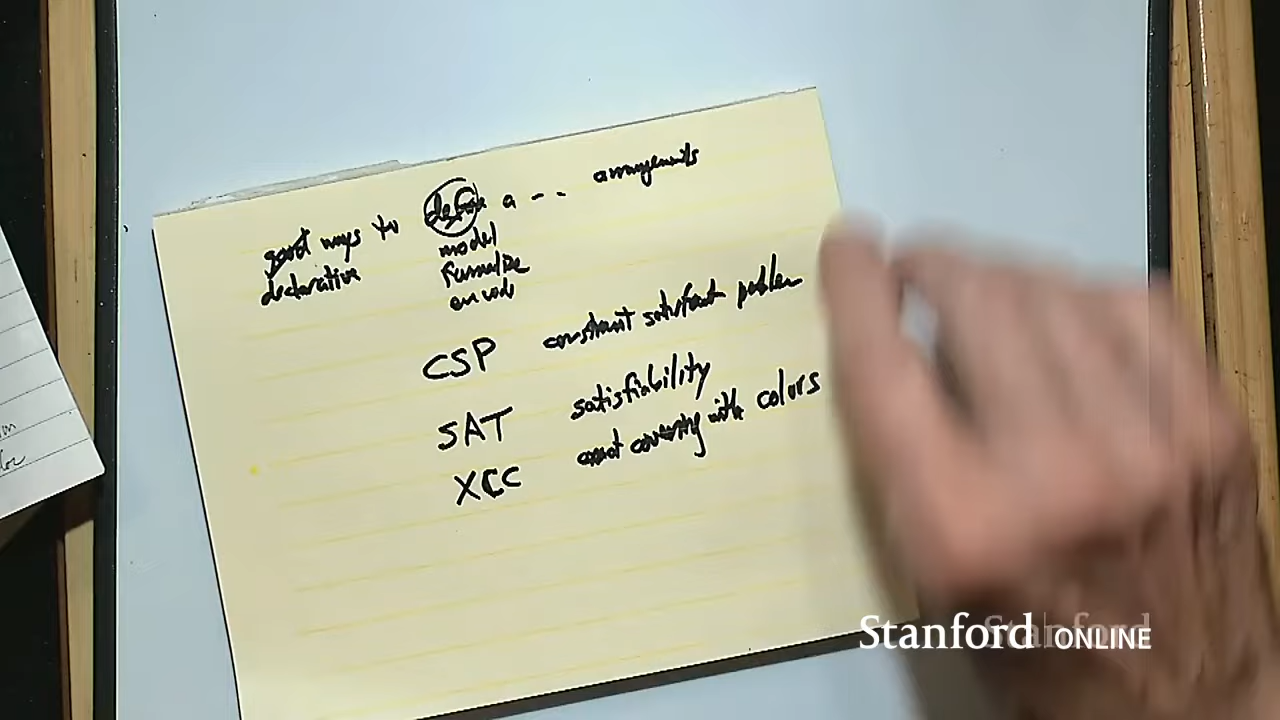 good ways to define a -- arrangements
declarative model
formalize
encode
CSP constraint satisfact problem
SAT satisfiability
XCC exact covering with colors
Stanford ONLINE